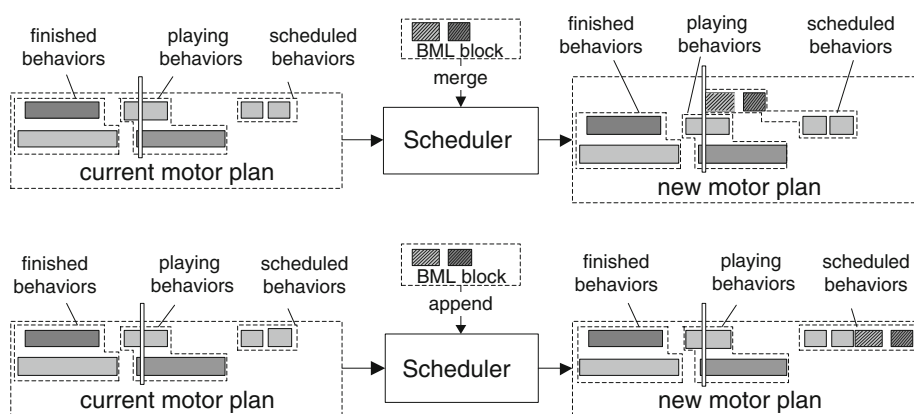 finished
behaviors
playing
behaviors
scheduled
behaviors
current motor plan
BML block
merge
Scheduler
finished
behaviors
playing
behaviors
scheduled
behaviors
new motor plan
finished
behaviors
playing
behaviors
scheduled
behaviors
current motor plan
BML block
append
Scheduler
finished
behaviors
playing
behaviors
scheduled
behaviors
new motor plan